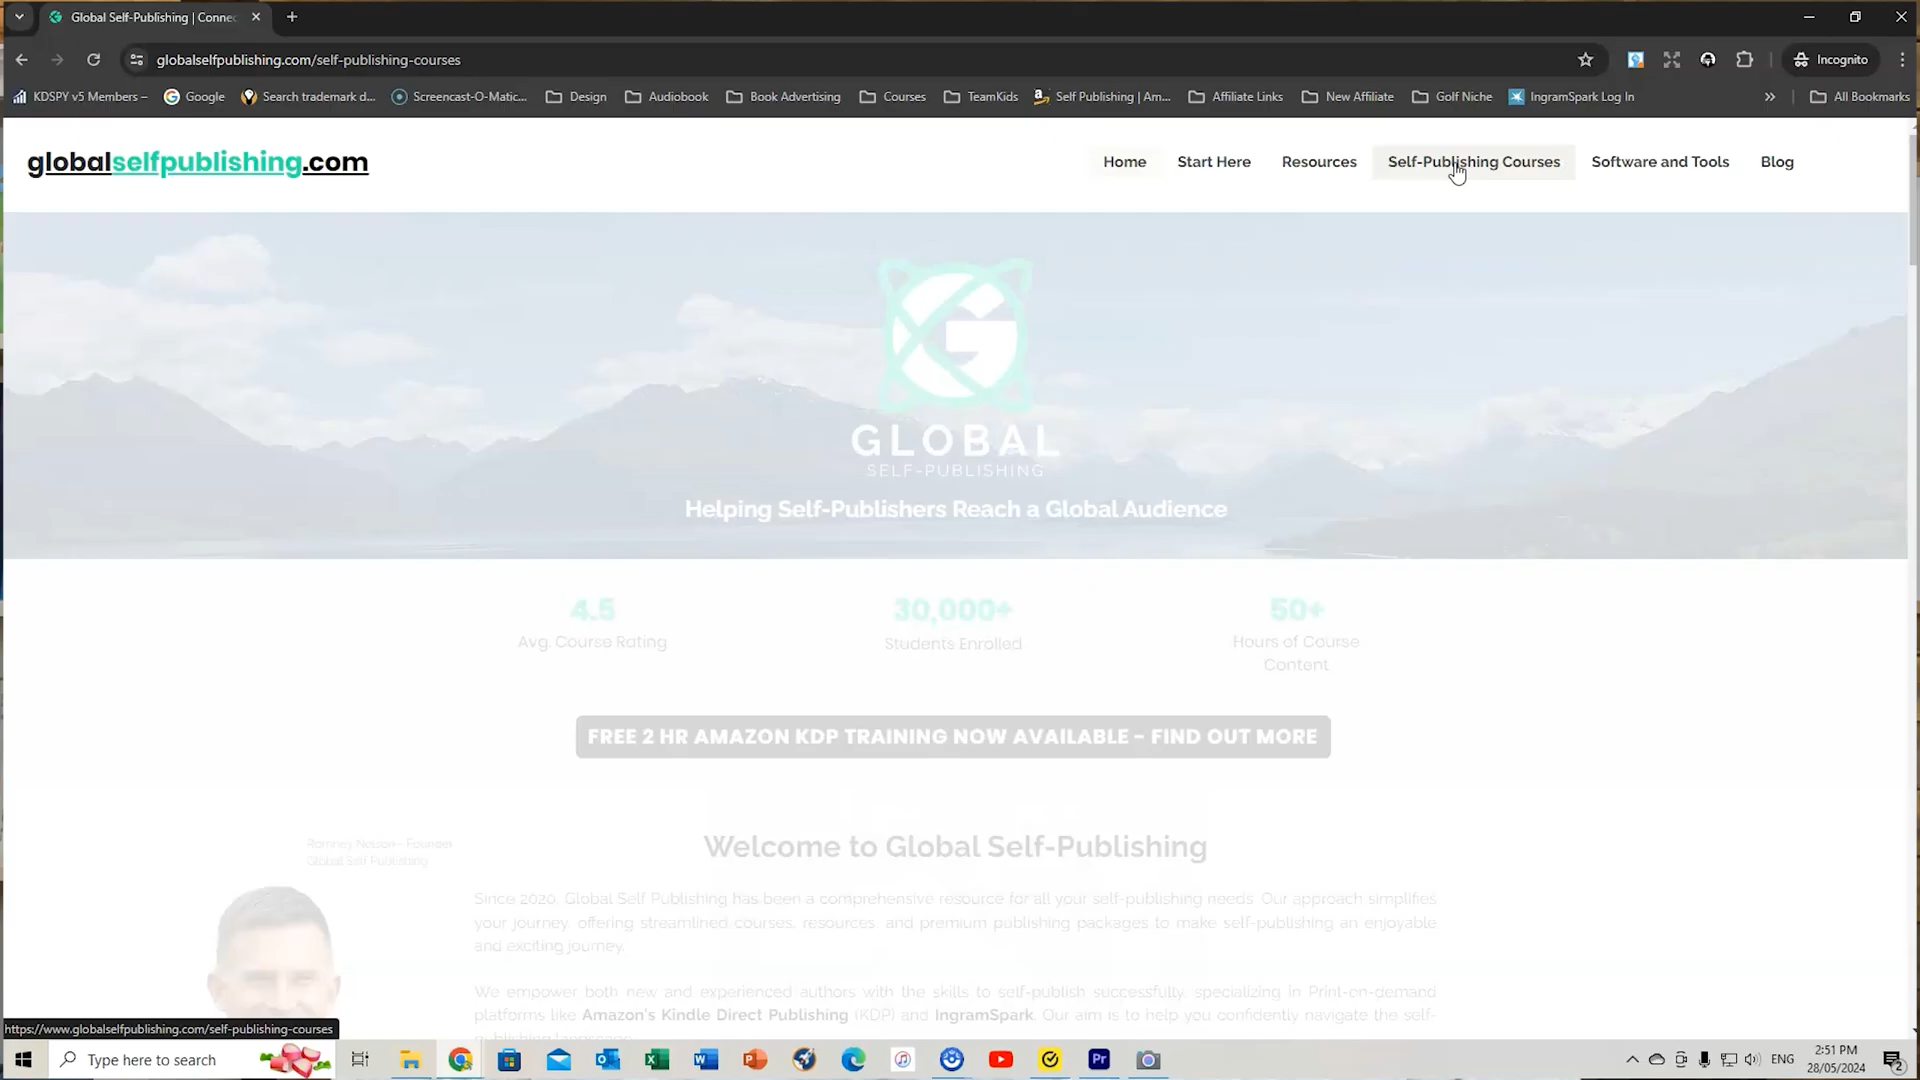 Global Self-Publishing | Connec
globalselfpublishing.com/self-publishing-courses
Incognito
KDSPY v5 Members –
Google
Search trademark d...
Screencast-O-Matic...
Design
Audiobook
Book Advertising
Courses
TeamKids
Self Publishing | Am...
Affiliate Links
New Affiliate
Golf Niche
IngramSpark Log In
All Bookmarks
globalselfpublishing.com
Home
Start Here
Resources
Self-Publishing Courses
Software and Tools
Blog
GLOBAL
SELF-PUBLISHING
Helping Self-Publishers Reach a Global Audience
4.5
Avg. Course Rating
30,000+
Students Enrolled
50+
Hours of Course
Content
FREE 2 HR AMAZON KDP TRAINING NOW AVAILABLE - FIND OUT MORE
Romney Nelson - Founder
Global Self Publishing
Welcome to Global Self-Publishing
Since 2020, Global Self Publishing has been a comprehensive resource for all your self-publishing needs. Our approach simplifies
your journey, offering streamlined courses, resources, and premium publishing packages to make self-publishing an enjoyable
and exciting journey.
We empower both new and experienced authors with the skills to self-publish successfully, specializing in Print-on-demand
platforms like Amazon's Kindle Direct Publishing (KDP) and IngramSpark. Our aim is to help you confidently navigate the self-
https://www.globalselfpublishing.com/self-publishing-courses
Type here to search
ENG
2:51 PM
28/05/2024
2